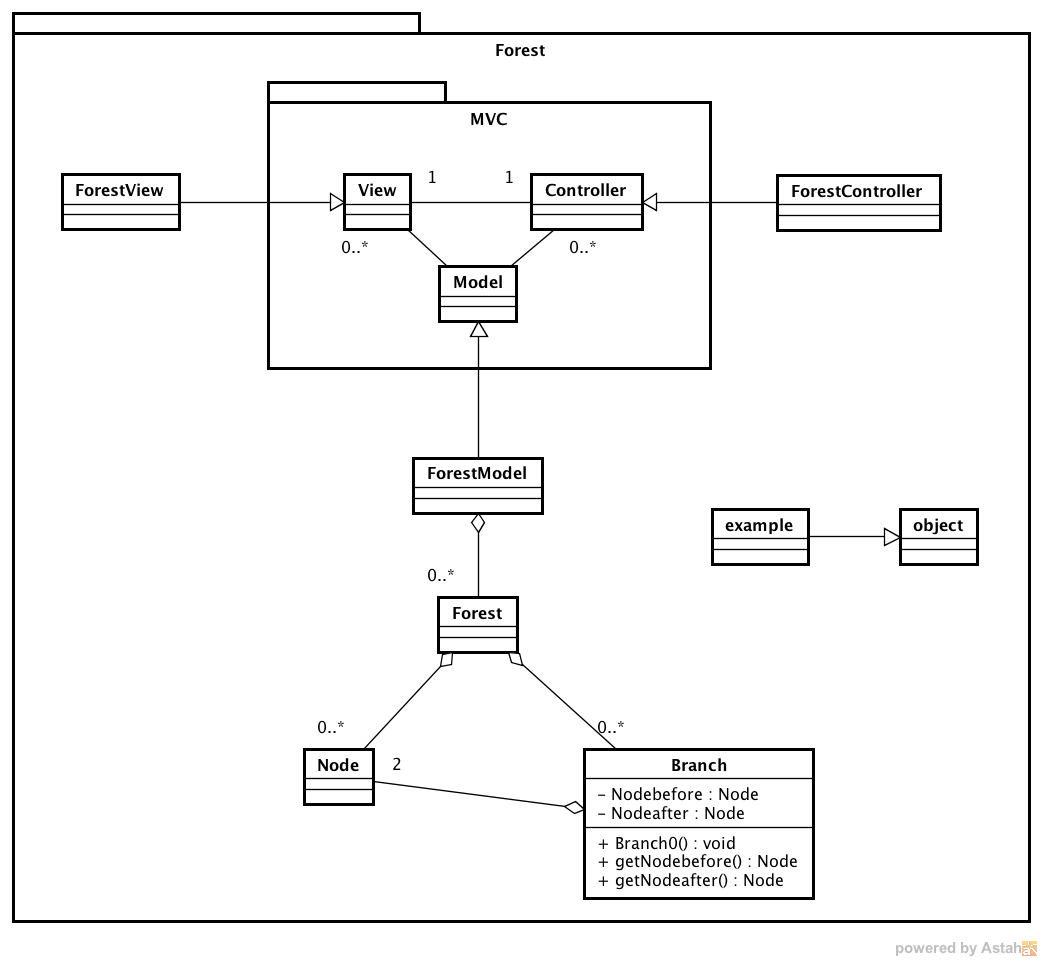 Forest
MVC
ForestView
View
1
1
Controller
ForestController
0..*
0..*
Model
ForestModel
example
object
0..*
Forest
0..*
0..*
Node
2
Branch
– Nodebefore : Node
– Nodeafter : Node
+ Branch0() : void
+ getNodebefore() : Node
+ getNodeafter() : Node
powered by Astah